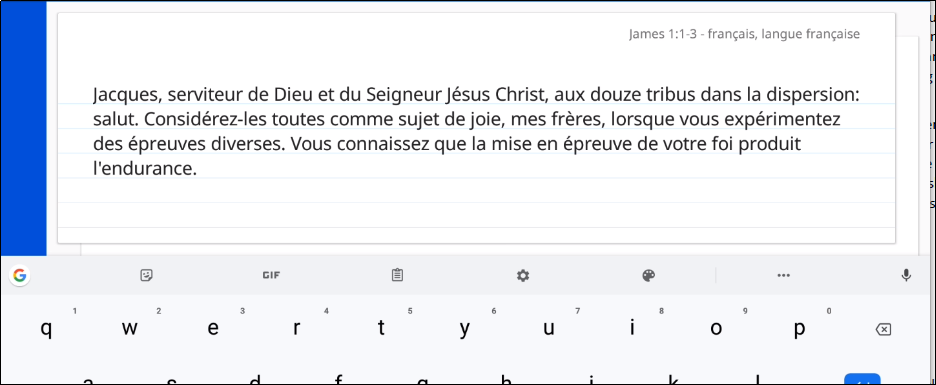 James 1:1-3 - français, langue française
Jacques, serviteur de Dieu et du Seigneur Jésus Christ, aux douze tribus dans la dispersion:
salut. Considérez-les toutes comme sujet de joie, mes frères, lorsque vous expérimentez
des épreuves diverses. Vous connaissez que la mise en épreuve de votre foi produit
l'endurance.
GIF
1 2 3 4 5 6 7 8 9 0
q w e r t y u i o p
a s d f g h j k l